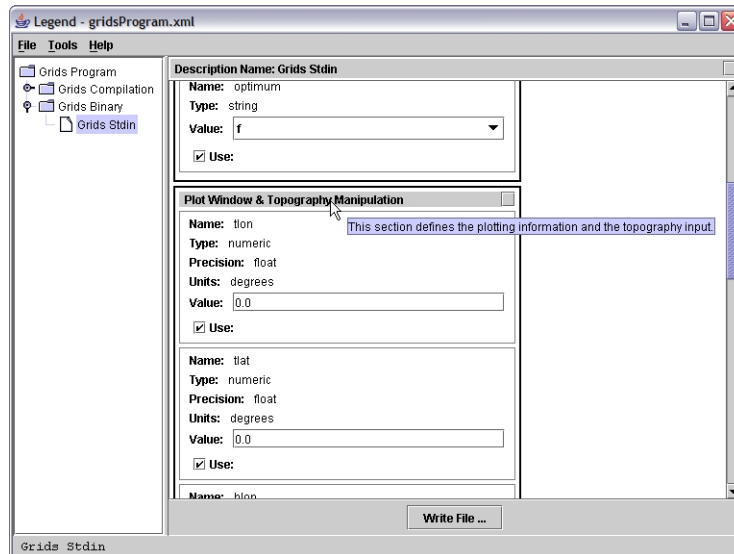 Legend - gridsProgram.xml
File Tools Help
Grids Program
Grids Compilation
Grids Binary
Grids Stdin
Description Name: Grids Stdin
Name: optimum
Type: string
Value: f
Use:
Plot Window & Topography Manipulation
This section defines the plotting information and the topography input.
Name: tlon
Type: numeric
Precision: float
Units: degrees
Value: 0.0
Use:
Name: tlat
Type: numeric
Precision: float
Units: degrees
Value: 0.0
Use:
Name: blon
Write File ...
Grids Stdin